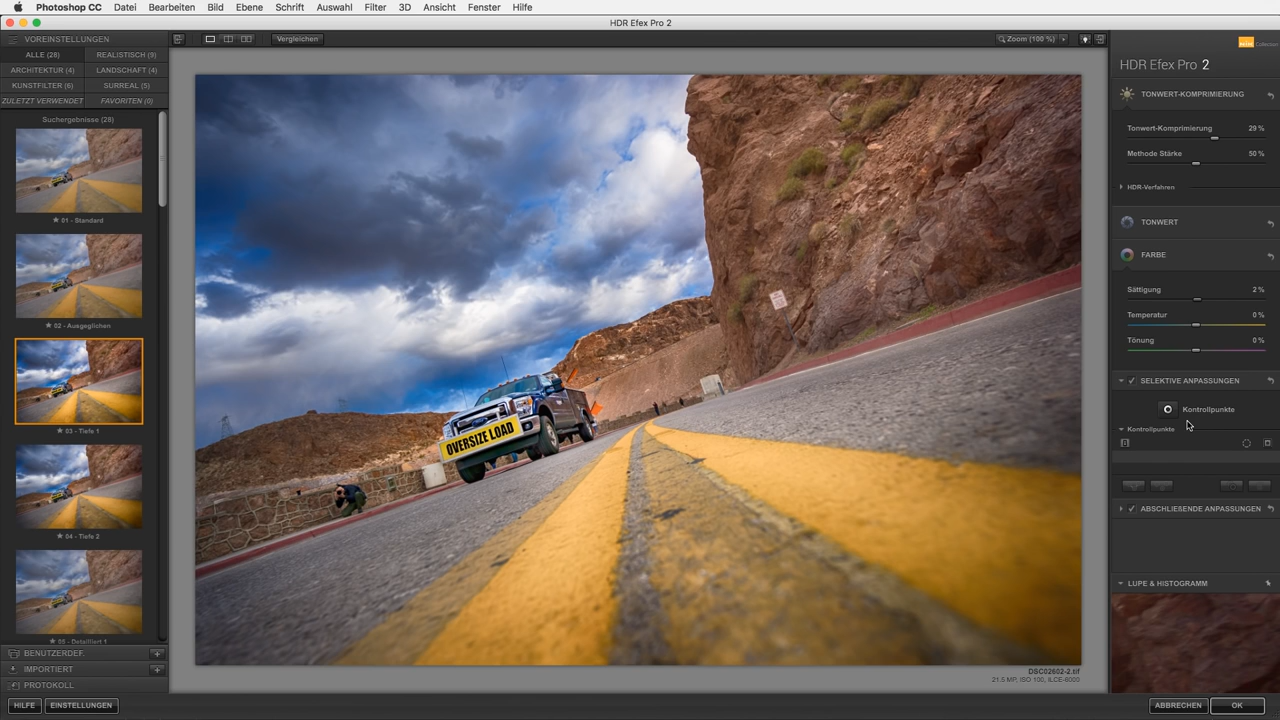 Photoshop CC Datei Bearbeiten Bild Ebene Schrift Auswahl Filter 3D Ansicht Fenster Hilfe
HDR Efex Pro 2
VOREINSTELLUNGEN
Vergleichen
Zoom (100 %)
ALLE (28) REALISTISCH (9)
ARCHITEKTUR (4) LANDSCHAFT (4)
KUNSTFILTER (6) SURREAL (5)
ZULETZT VERWENDET FAVORITEN (0)
Suchergebnisse (28)
★ 01 - Standard
★ 02 - Ausgeglichen
★ 03 - Tiefe 1
★ 04 - Tiefe 2
★ 05 - Detailliert 1
BENUTZERDEF.
IMPORTIERT
PROTOKOLL
HILFE EINSTELLUNGEN
OVERSIZE LOAD
DSC02602-2.tif
21.5 MP, ISO 100, ILCE-6000
HDR Efex Pro 2
TONWERT-KOMPRIMIERUNG
Tonwert-Komprimierung 29 %
Methode Stärke 50 %
HDR-Verfahren
TONWERT
FARBE
Sättigung 2 %
Temperatur 0 %
Tönung 0 %
SELEKTIVE ANPASSUNGEN
Kontrollpunkte
Kontrollpunkte
ABSCHLIEßENDE ANPASSUNGEN
LUPE & HISTOGRAMM
ABBRECHEN OK